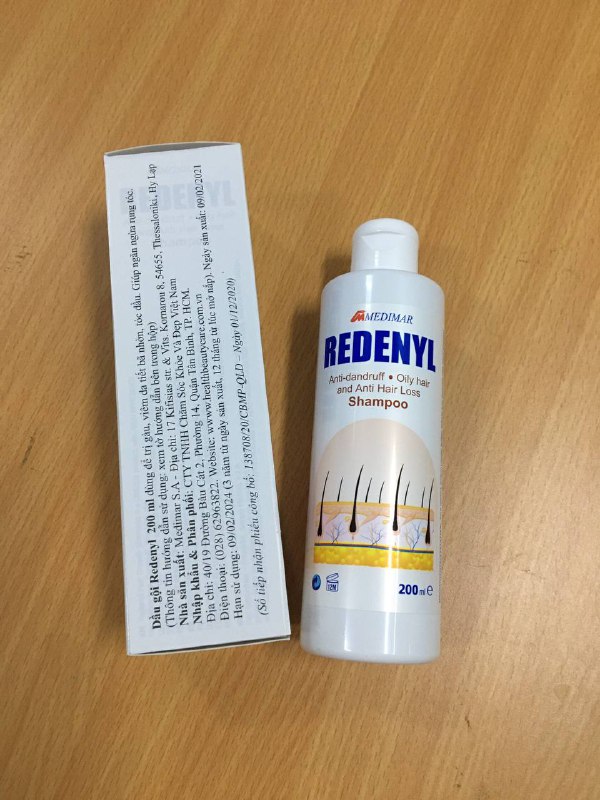 Dầu gội Redenyl 200 ml dùng để trị gàu, viêm da tiết bã nhờn, tóc dầu. Giúp ngăn ngừa rụng tóc.
(Thông tin hướng dẫn sử dụng: xem tờ hướng dẫn bên trong hộp)
Nhà sản xuất: Medimar S.A - Địa chỉ: 17 Kifisus str. & Vits. Kornarou 8, 54655, Thessaloniki, Hy Lạp
Nhập khẩu & Phân phối: CTY TNHH Chăm Sóc Khỏe Và Đẹp Việt Nam
Địa chỉ: 40/19 Đường Bàu Cát 2, Phường 14, Quận Tân Bình, TP. HCM.
Điện thoại: (028) 62963822. Website: www.healthbeautycare.com.vn
Hạn sử dụng: 09/02/2024 (3 năm từ ngày sản xuất, 12 tháng từ lúc mở nắp). Ngày sản xuất: 09/02/2021
(Số tiếp nhận phiếu công bố: 138708/20/CBMP-QLD – Ngày 01/12/2020)
MEDIMAR
REDENYL
Anti-dandruff • Oily hair
and Anti Hair Loss
Shampoo
12M
200 ml e